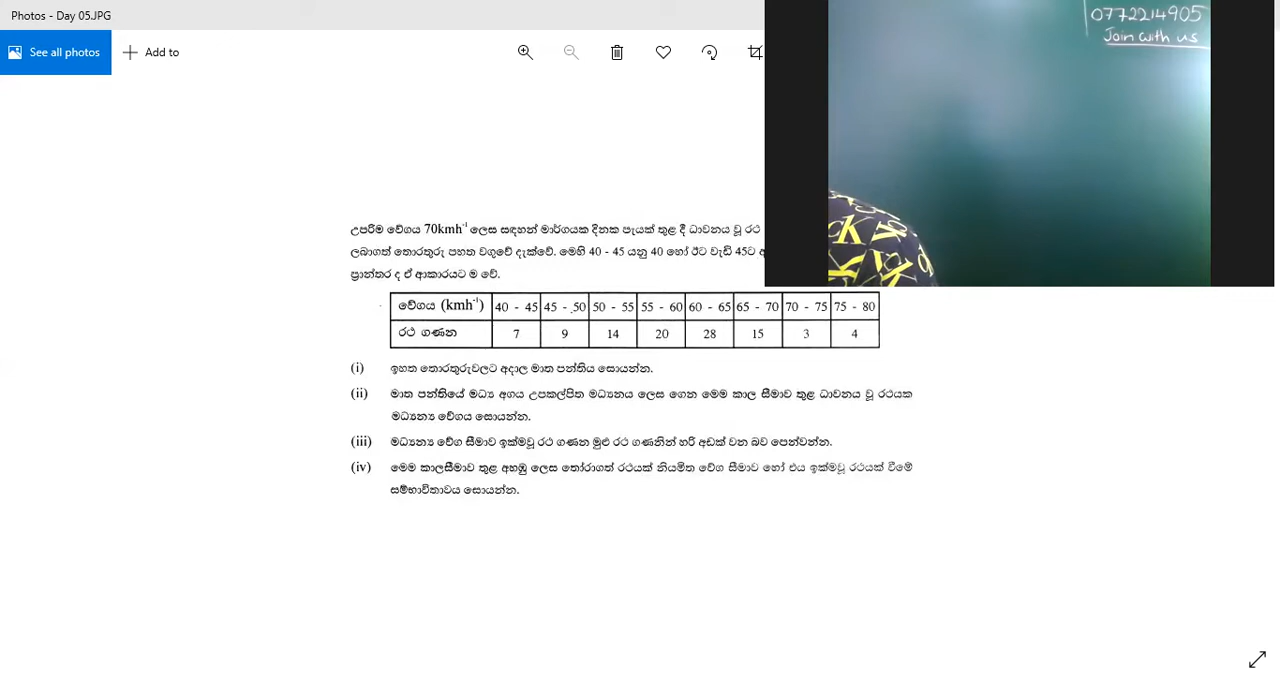 Photos - Day 05.JPG
0772214905
Join with us
See all photos
Add to
උපරිම වේගය 70kmh⁻¹ ලෙස සඳහන් මාර්ගයක දිනක පැයක් තුළ දී ධාවනය වූ රථ
ලබාගත් තොරතුරු පහත වගුවේ දැක්වේ. මෙහි 40 - 45 යනු 40 හෝ ඊට වැඩි 45ට අ
ප්‍රාන්තර ද ඒ ආකාරයට ම වේ.
වේගය (kmh⁻¹) 40 - 45 45 - 50 50 - 55 55 - 60 60 - 65 65 - 70 70 - 75 75 - 80
රථ ගණන 7 9 14 20 28 15 3 4
(i) ඉහත තොරතුරුවලට අදාල මාත පන්තිය සොයන්න.
(ii) මාත පන්තියේ මධ්‍ය අගය උපකල්පිත මධ්‍යනය ලෙස ගෙන මෙම කාල සීමාව තුළ ධාවනය වූ රථයක
මධ්‍යන්‍ය වේගය සොයන්න.
(iii) මධ්‍යන්‍ය වේග සීමාව ඉක්මවූ රථ ගණන මුළු රථ ගණනින් හරි අඩක් වන බව පෙන්වන්න.
(iv) මෙම කාලසීමාව තුළ අහඹු ලෙස තෝරාගත් රථයක් නියමිත වේග සීමාව හෝ එය ඉක්මවූ රථයක් වීමේ
සම්භාවිතාවය සොයන්න.